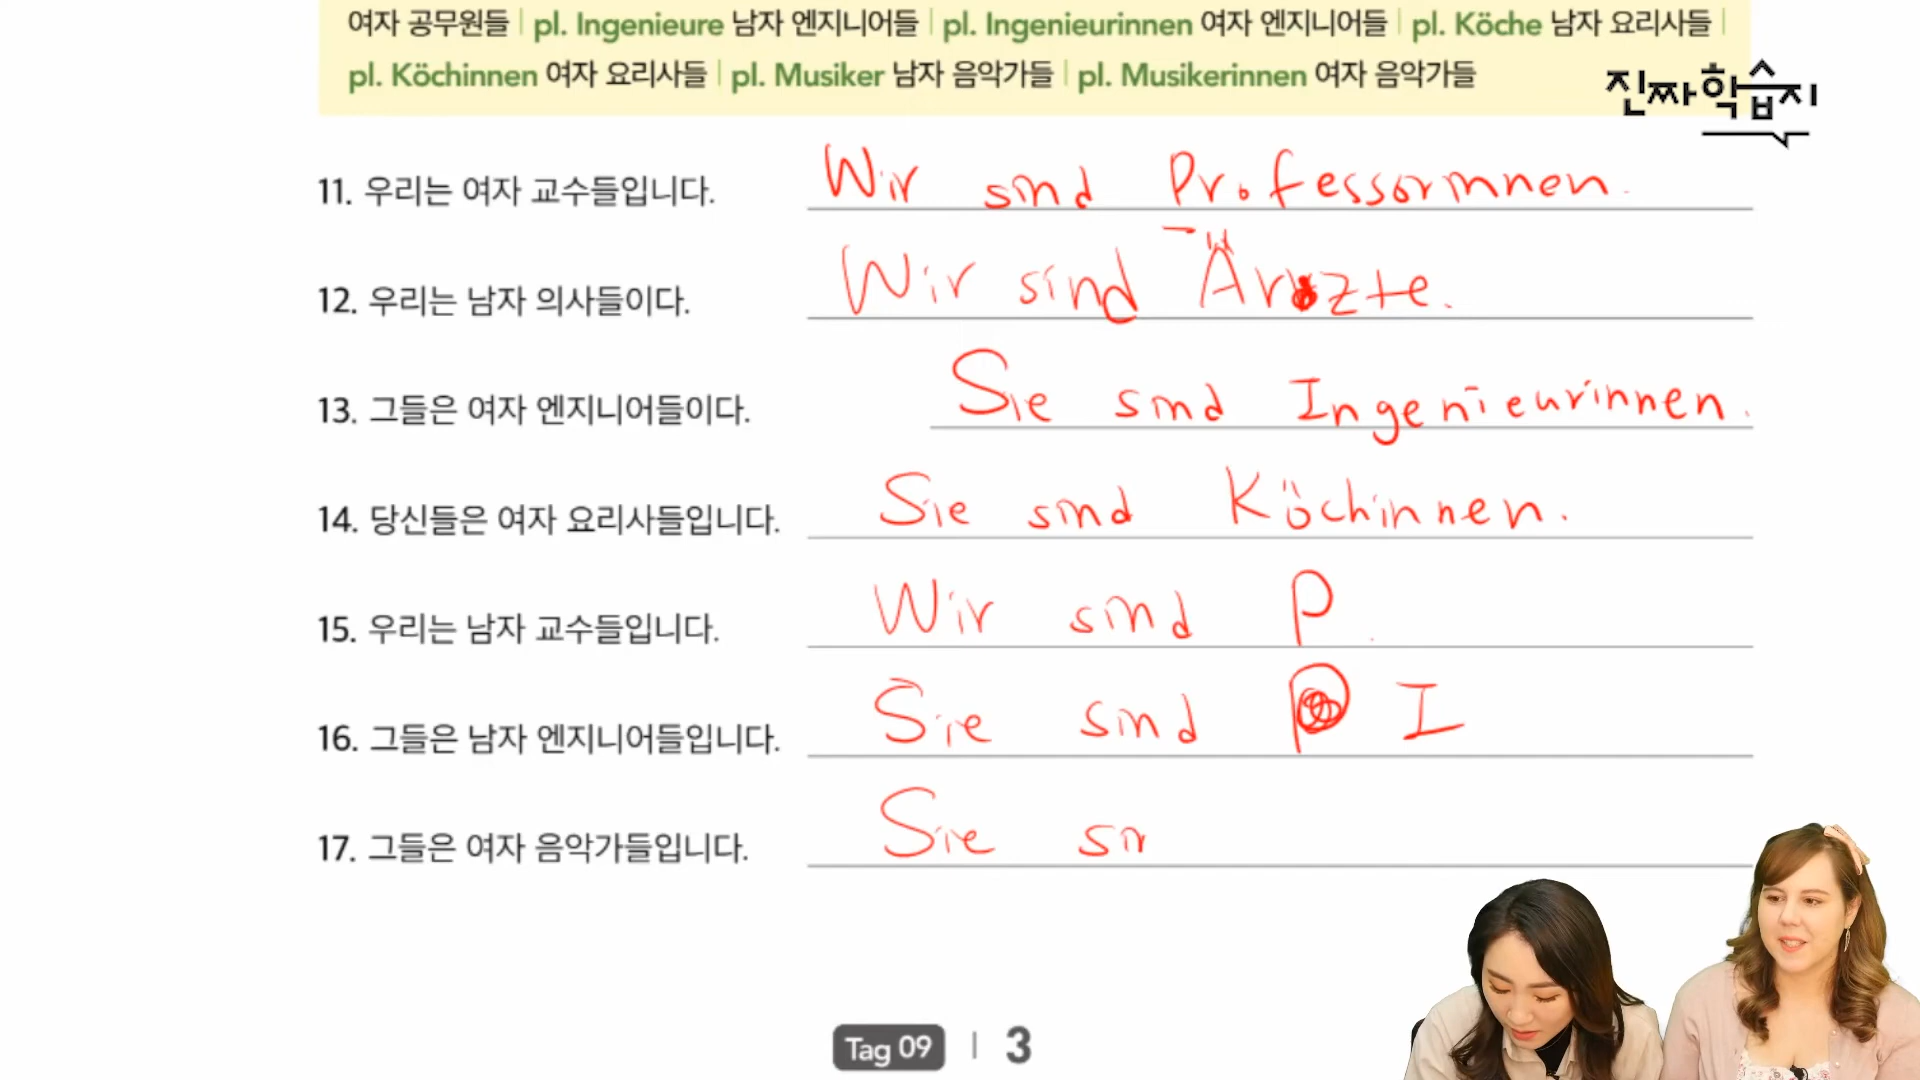 여자 공무원들 | pl. Ingenieure 남자 엔지니어들 | pl. Ingenieurinnen 여자 엔지니어들 | pl. Köche 남자 요리사들 |
pl. Köchinnen 여자 요리사들 | pl. Musiker 남자 음악가들 | pl. Musikerinnen 여자 음악가들
진짜학습지
11. 우리는 여자 교수들입니다. Wir sind Professorinnen.
12. 우리는 남자 의사들이다. Wir sind Ärzte.
13. 그들은 여자 엔지니어들이다. Sie sind Ingenieurinnen.
14. 당신들은 여자 요리사들입니다. Sie sind Köchinnen.
15. 우리는 남자 교수들입니다. Wir sind P.
16. 그들은 남자 엔지니어들입니다. Sie sind I
17. 그들은 여자 음악가들입니다. Sie sin
Tag 09 | 3